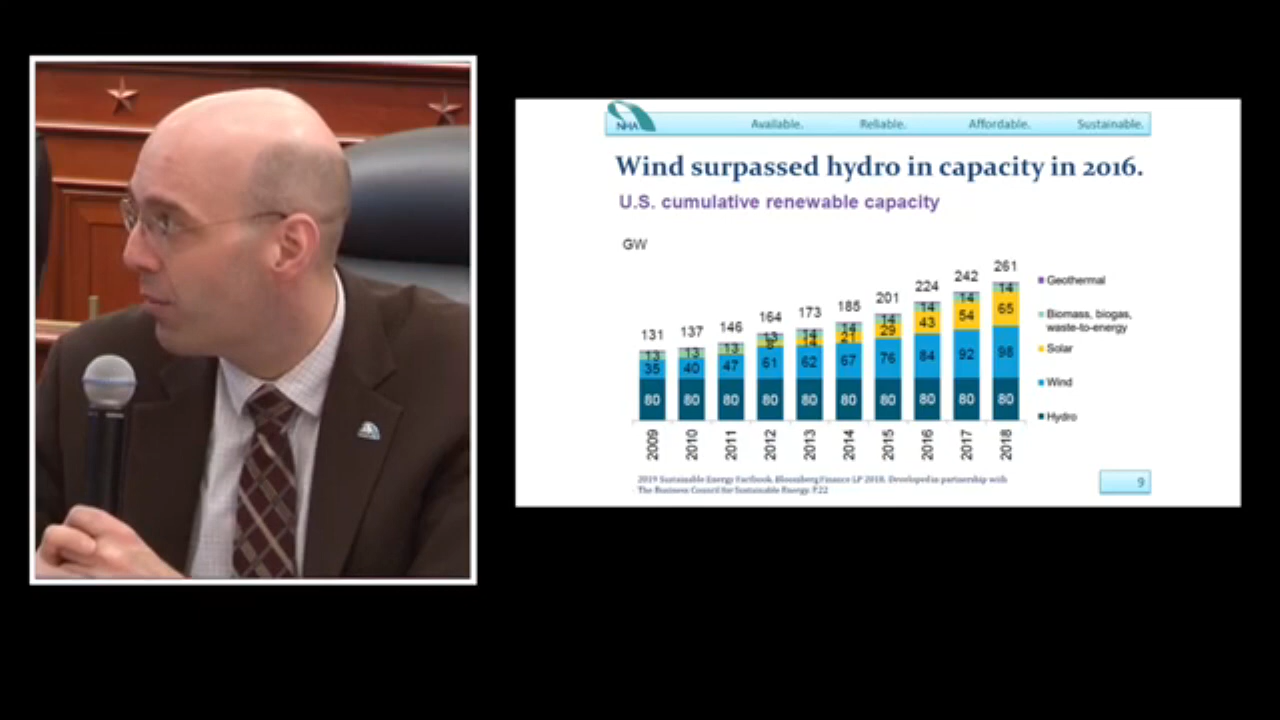 NHA
Available. Reliable. Affordable. Sustainable.
Wind surpassed hydro in capacity in 2016.
U.S. cumulative renewable capacity
GW
131 137 146 164 173 185 201 224 242 261
13 13 13 13 14 14 14 14 14 14
8 14 21 29 43 54 65
35 40 47 61 62 67 76 84 92 98
80 80 80 80 80 80 80 80 80 80
2009 2010 2011 2012 2013 2014 2015 2016 2017 2018
Geothermal
Biomass, biogas,
waste-to-energy
Solar
Wind
Hydro
2019 Sustainable Energy Factbook, Bloomberg Finance LP 2018. Developed in partnership with
The Business Council for Sustainable Energy. P.22
9